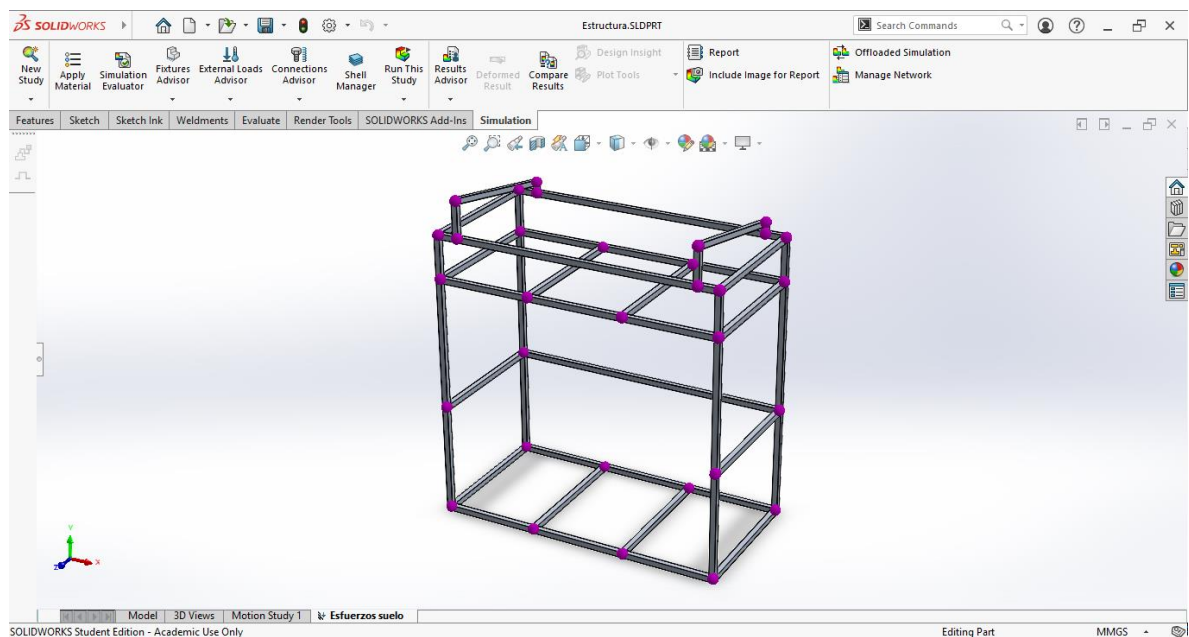 SOLIDWORKS
Estructura.SLDPRT
Search Commands
New Study
Apply Material
Simulation Evaluator
Fixtures Advisor
External Loads Advisor
Connections Advisor
Shell Manager
Run This Study
Results Advisor
Deformed Result
Compare Results
Design Insight
Plot Tools
Report
Include Image for Report
Offloaded Simulation
Manage Network
Features Sketch Sketch Ink Weldments Evaluate Render Tools SOLIDWORKS Add-Ins Simulation
Y
X
Z
Model 3D Views Motion Study 1 Esfuerzos suelo
SOLIDWORKS Student Edition - Academic Use Only Editing Part MMGS